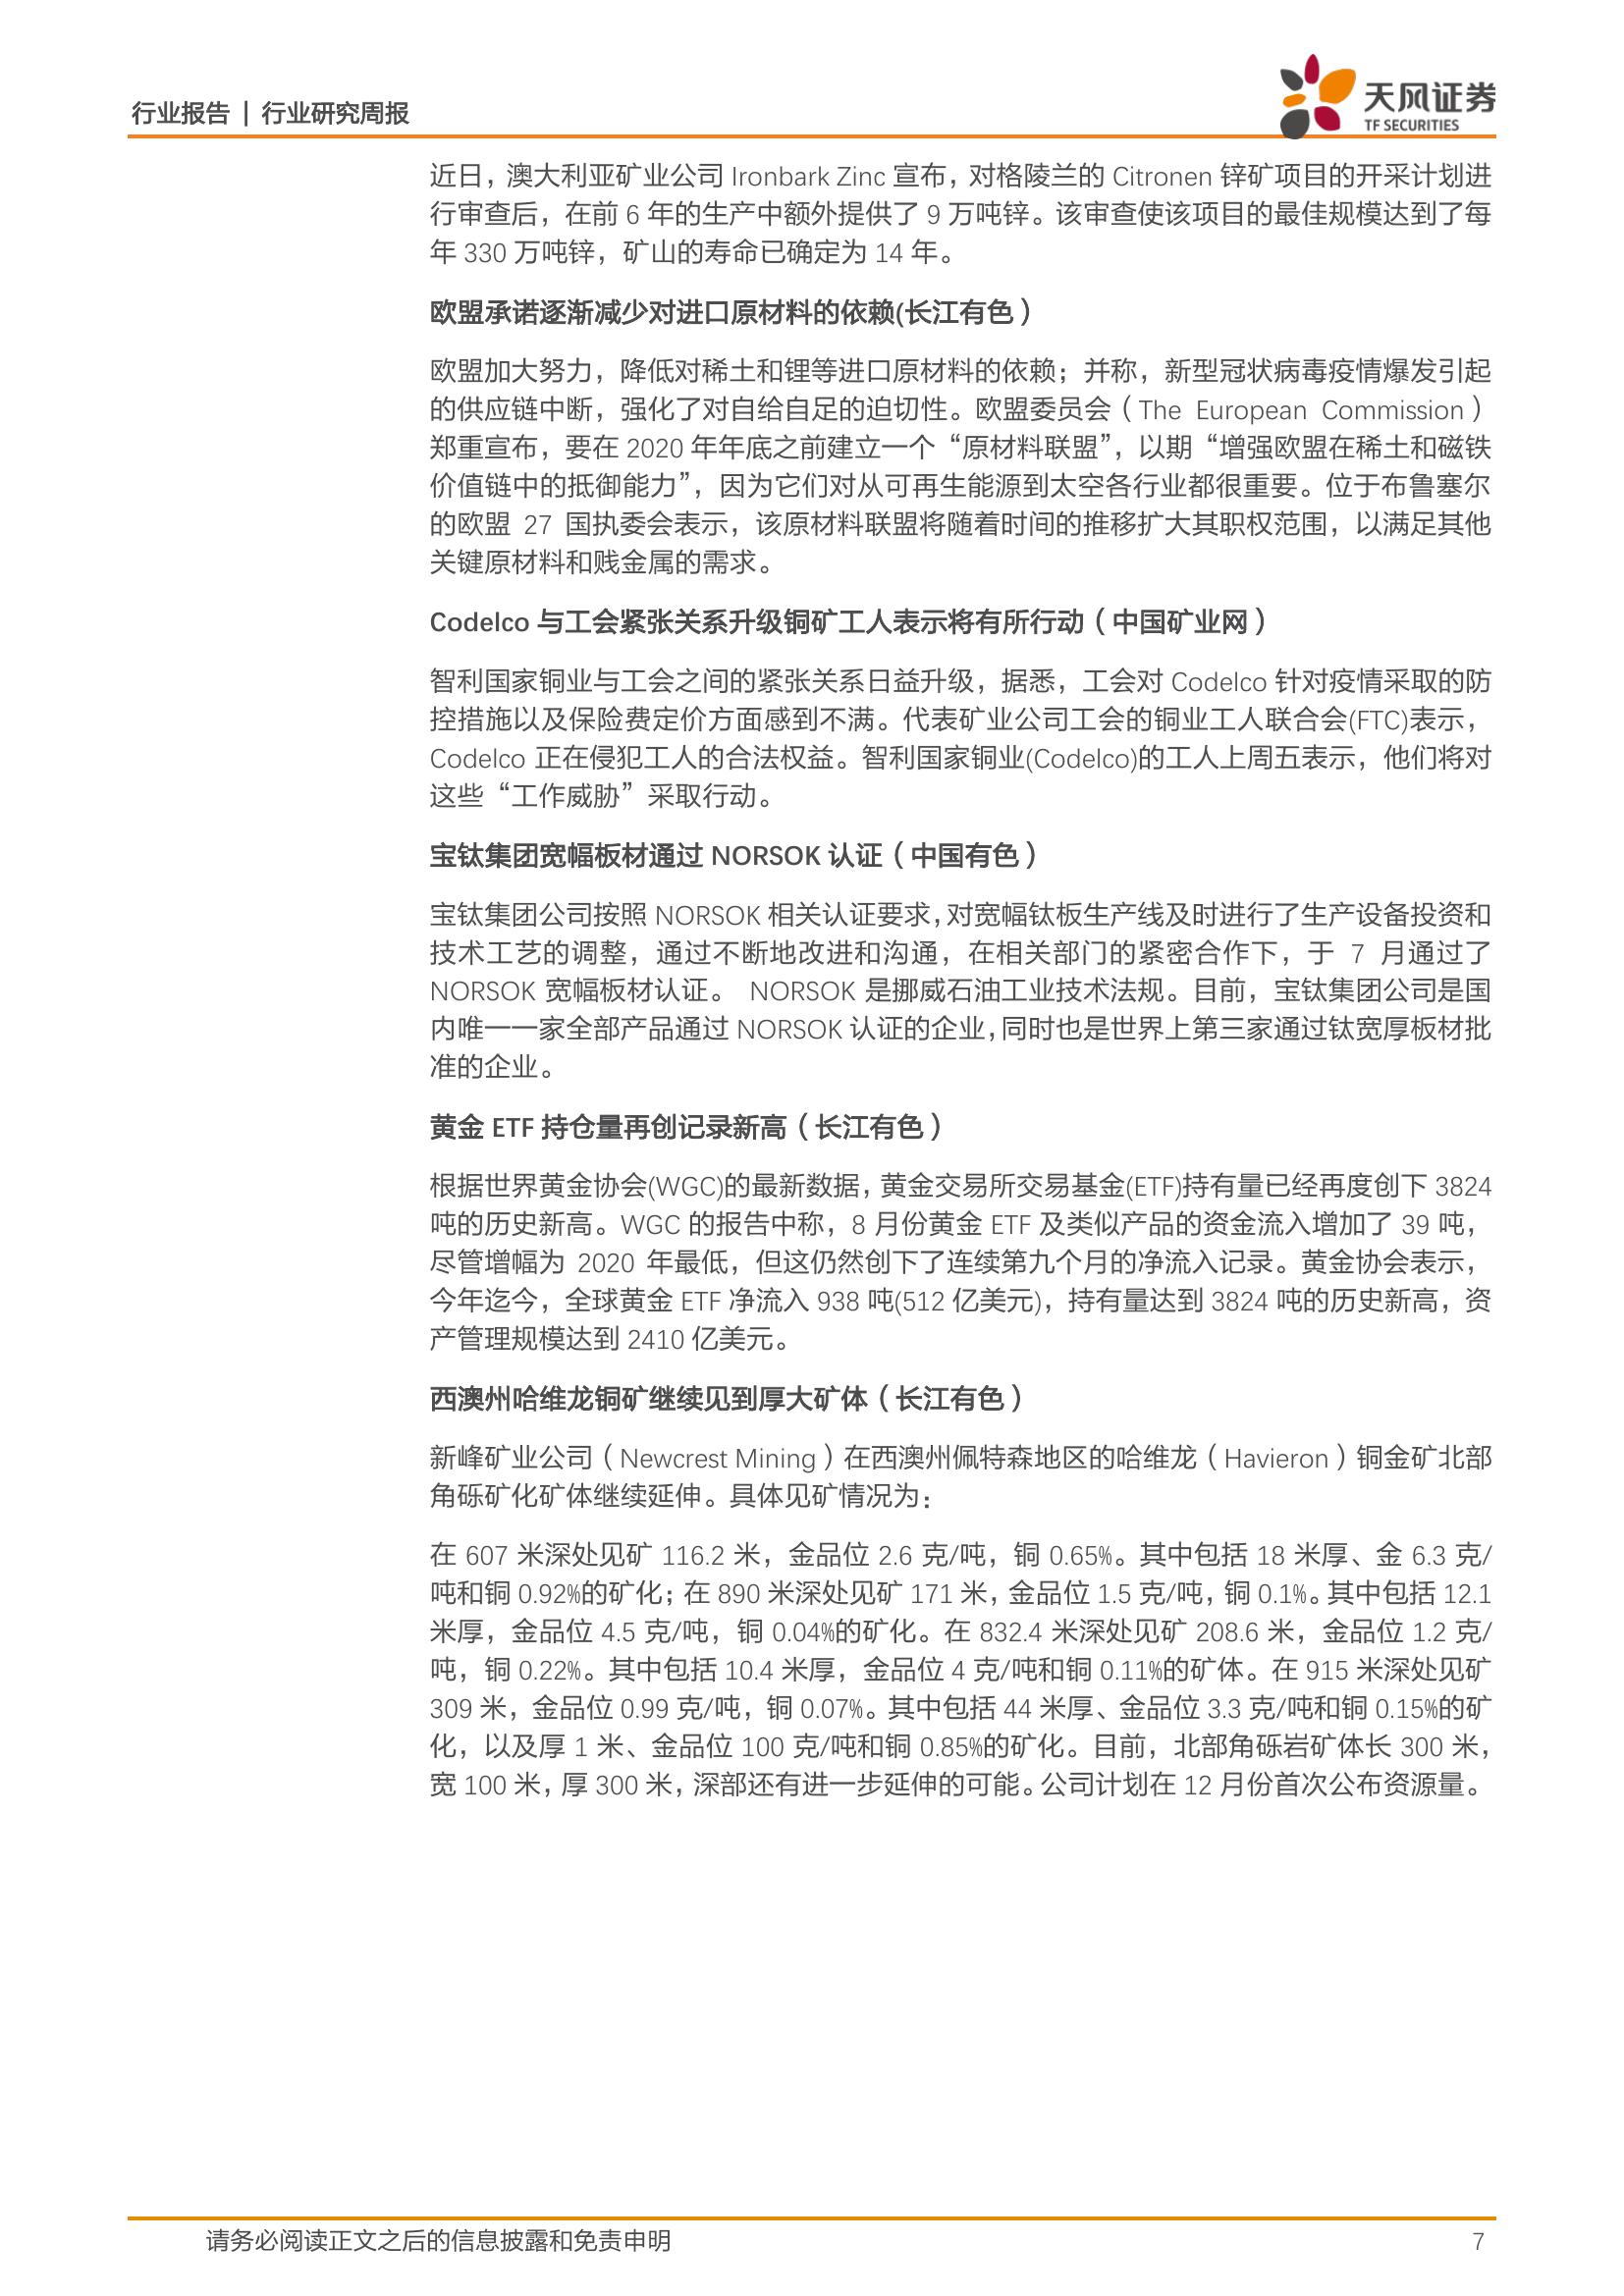 行业报告 | 行业研究周报
天风证券
TF SECURITIES
近日，澳大利亚矿业公司 Ironbark Zinc 宣布，对格陵兰的 Citronen 锌矿项目的开采计划进
行审查后，在前 6 年的生产中额外提供了 9 万吨锌。该审查使该项目的最佳规模达到了每
年 330 万吨锌，矿山的寿命已确定为 14 年。
欧盟承诺逐渐减少对进口原材料的依赖(长江有色）
欧盟加大努力，降低对稀土和锂等进口原材料的依赖；并称，新型冠状病毒疫情爆发引起
的供应链中断，强化了对自给自足的迫切性。欧盟委员会（The European Commission）
郑重宣布，要在 2020 年年底之前建立一个“原材料联盟”，以期“增强欧盟在稀土和磁铁
价值链中的抵御能力”，因为它们对从可再生能源到太空各行业都很重要。位于布鲁塞尔
的欧盟 27 国执委会表示，该原材料联盟将随着时间的推移扩大其职权范围，以满足其他
关键原材料和贱金属的需求。
Codelco 与工会紧张关系升级铜矿工人表示将有所行动（中国矿业网）
智利国家铜业与工会之间的紧张关系日益升级，据悉，工会对 Codelco 针对疫情采取的防
控措施以及保险费定价方面感到不满。代表矿业公司工会的铜业工人联合会(FTC)表示，
Codelco 正在侵犯工人的合法权益。智利国家铜业(Codelco)的工人上周五表示，他们将对
这些“工作威胁”采取行动。
宝钛集团宽幅板材通过 NORSOK 认证（中国有色）
宝钛集团公司按照 NORSOK 相关认证要求，对宽幅钛板生产线及时进行了生产设备投资和
技术工艺的调整，通过不断地改进和沟通，在相关部门的紧密合作下，于 7 月通过了
NORSOK 宽幅板材认证。 NORSOK 是挪威石油工业技术法规。目前，宝钛集团公司是国
内唯一一家全部产品通过 NORSOK 认证的企业，同时也是世界上第三家通过钛宽厚板材批
准的企业。
黄金 ETF 持仓量再创记录新高（长江有色）
根据世界黄金协会(WGC)的最新数据，黄金交易所交易基金(ETF)持有量已经再度创下 3824
吨的历史新高。WGC 的报告中称，8 月份黄金 ETF 及类似产品的资金流入增加了 39 吨，
尽管增幅为 2020 年最低，但这仍然创下了连续第九个月的净流入记录。黄金协会表示，
今年迄今，全球黄金 ETF 净流入 938 吨(512 亿美元)，持有量达到 3824 吨的历史新高，资
产管理规模达到 2410 亿美元。
西澳州哈维龙铜矿继续见到厚大矿体（长江有色）
新峰矿业公司（Newcrest Mining）在西澳州佩特森地区的哈维龙（Havieron）铜金矿北部
角砾矿化矿体继续延伸。具体见矿情况为：
在 607 米深处见矿 116.2 米，金品位 2.6 克/吨，铜 0.65%。其中包括 18 米厚、金 6.3 克/
吨和铜 0.92%的矿化；在 890 米深处见矿 171 米，金品位 1.5 克/吨，铜 0.1%。其中包括 12.1
米厚，金品位 4.5 克/吨，铜 0.04%的矿化。在 832.4 米深处见矿 208.6 米，金品位 1.2 克/
吨，铜 0.22%。其中包括 10.4 米厚，金品位 4 克/吨和铜 0.11%的矿体。在 915 米深处见矿
309 米，金品位 0.99 克/吨，铜 0.07%。其中包括 44 米厚、金品位 3.3 克/吨和铜 0.15%的矿
化，以及厚 1 米、金品位 100 克/吨和铜 0.85%的矿化。目前，北部角砾岩矿体长 300 米，
宽 100 米，厚 300 米，深部还有进一步延伸的可能。公司计划在 12 月份首次公布资源量。
请务必阅读正文之后的信息披露和免责申明
7